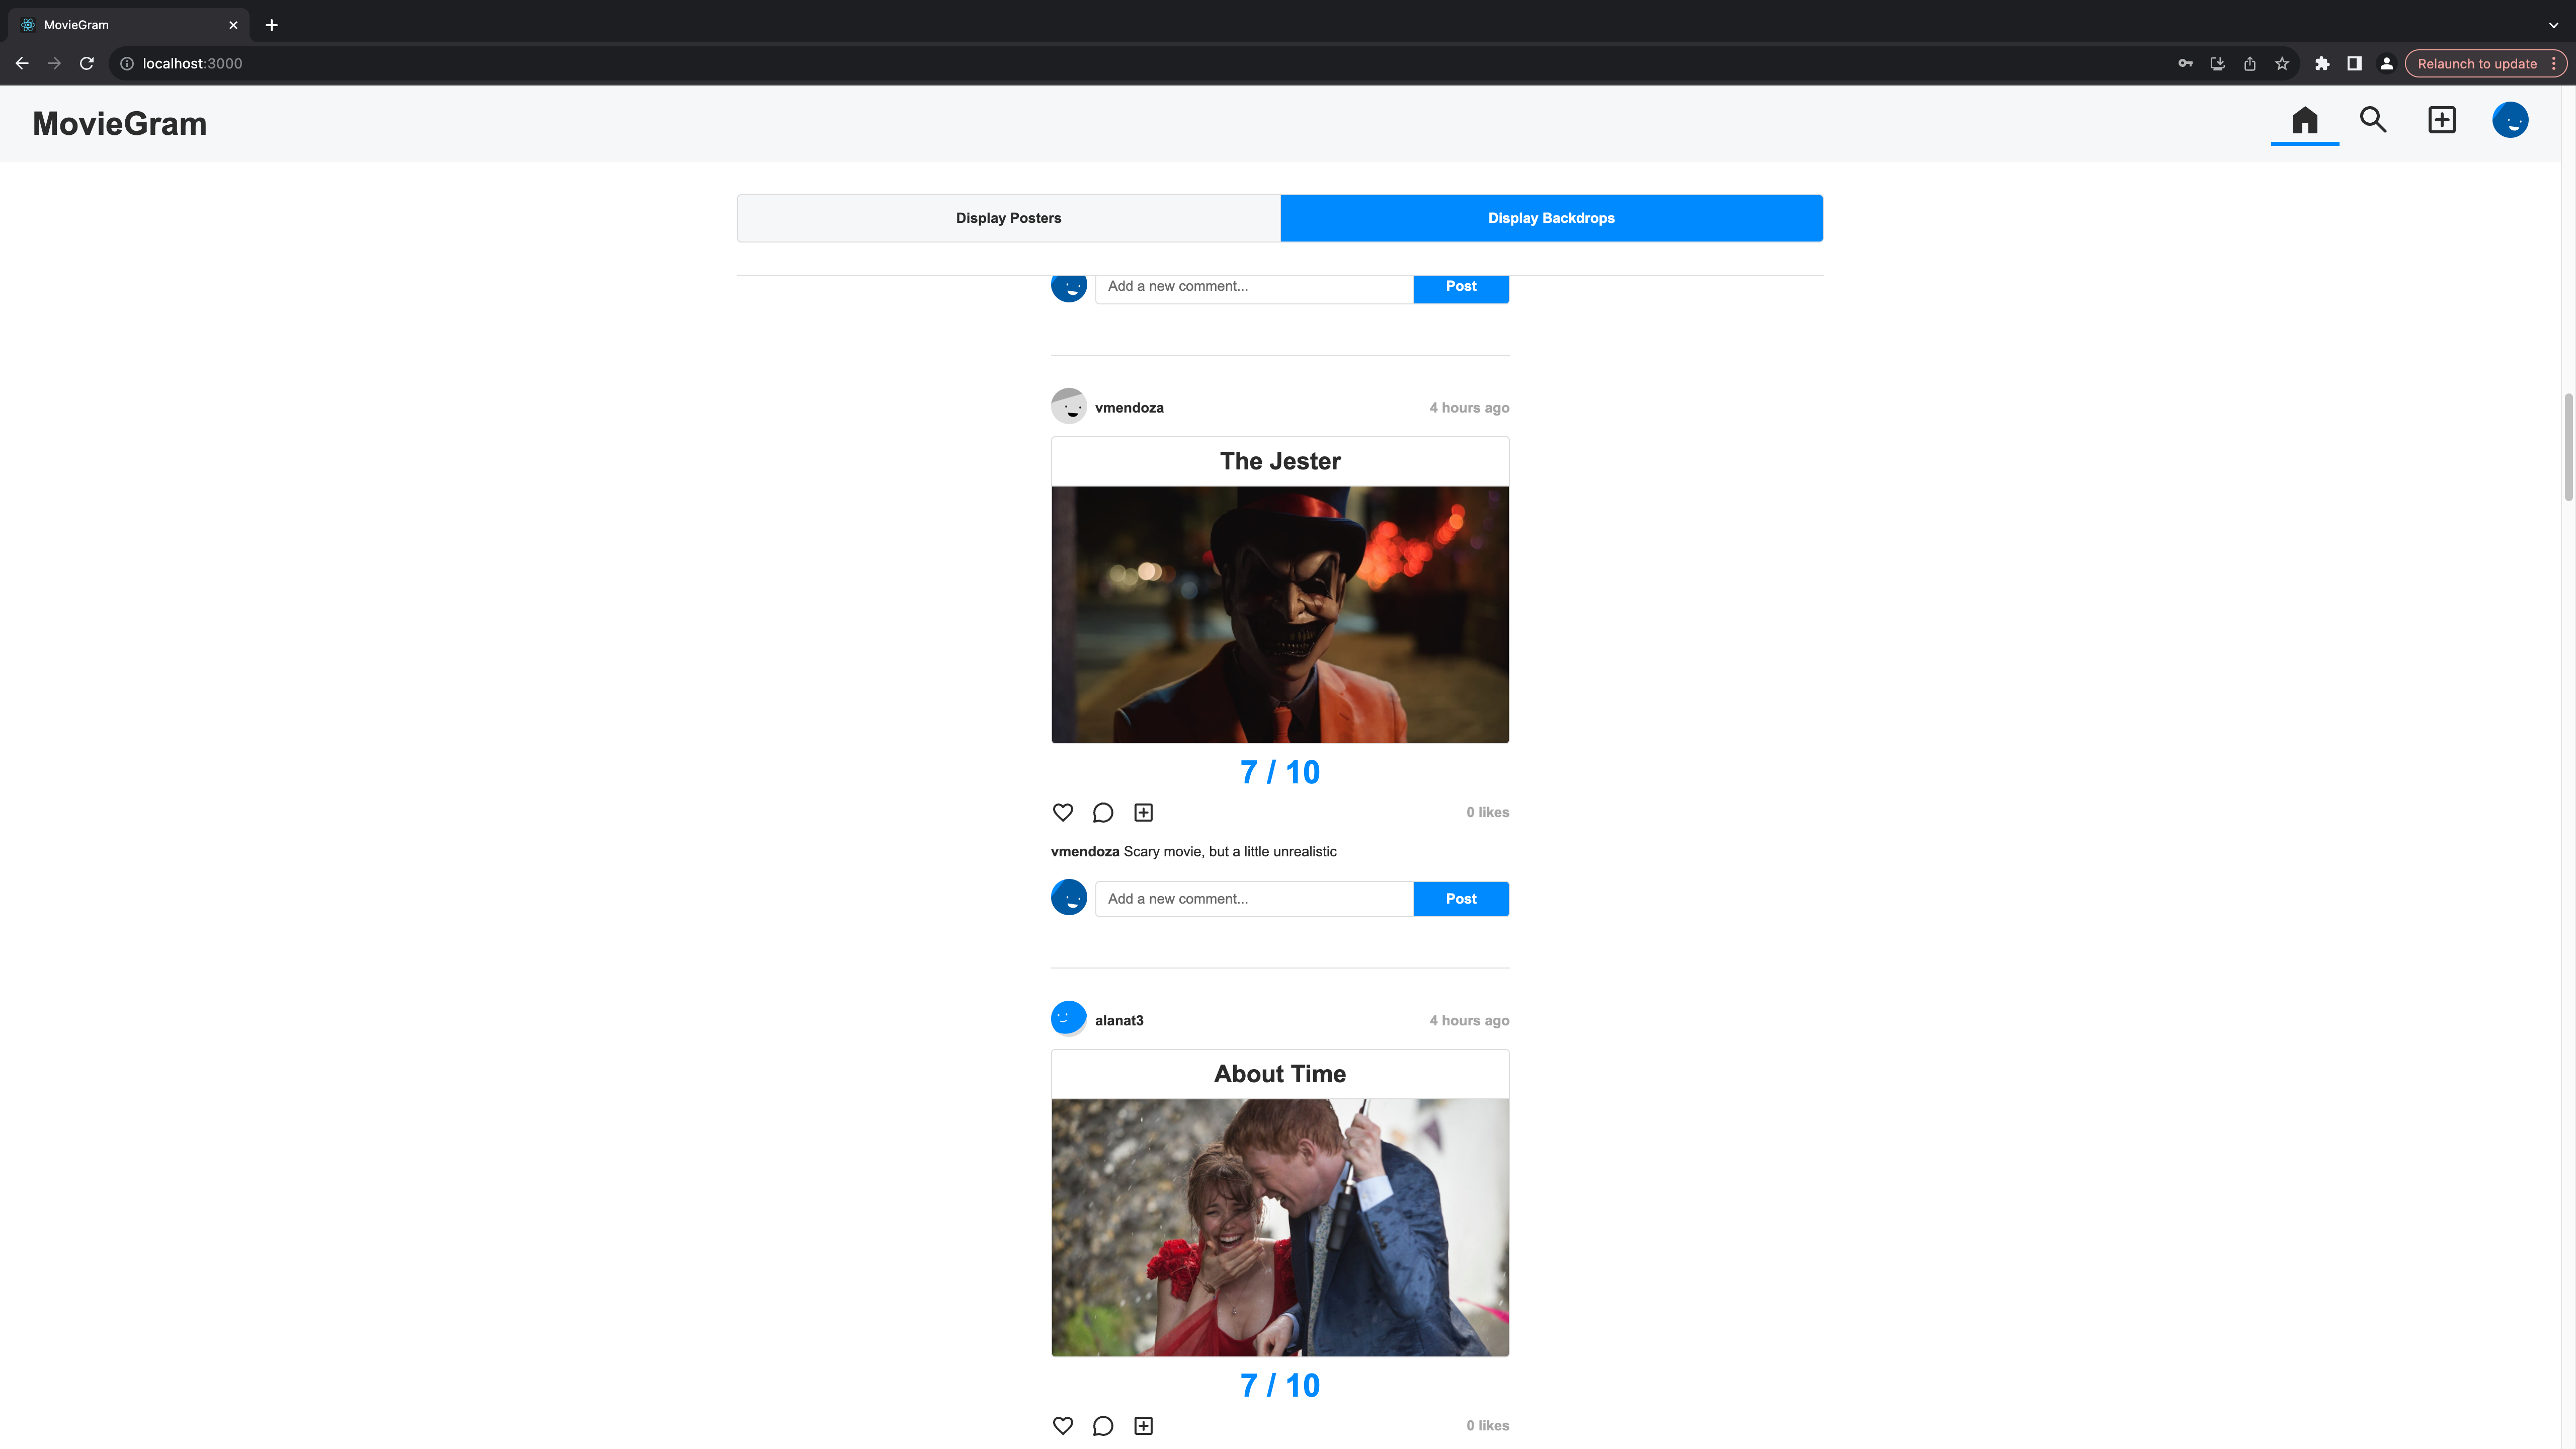 MovieGram
localhost:3000
Relaunch to update
MovieGram
Display Posters
Display Backdrops
Add a new comment...
Post
vmendoza
4 hours ago
The Jester
7 / 10
0 likes
vmendoza Scary movie, but a little unrealistic
Add a new comment...
Post
alanat3
4 hours ago
About Time
7 / 10
0 likes